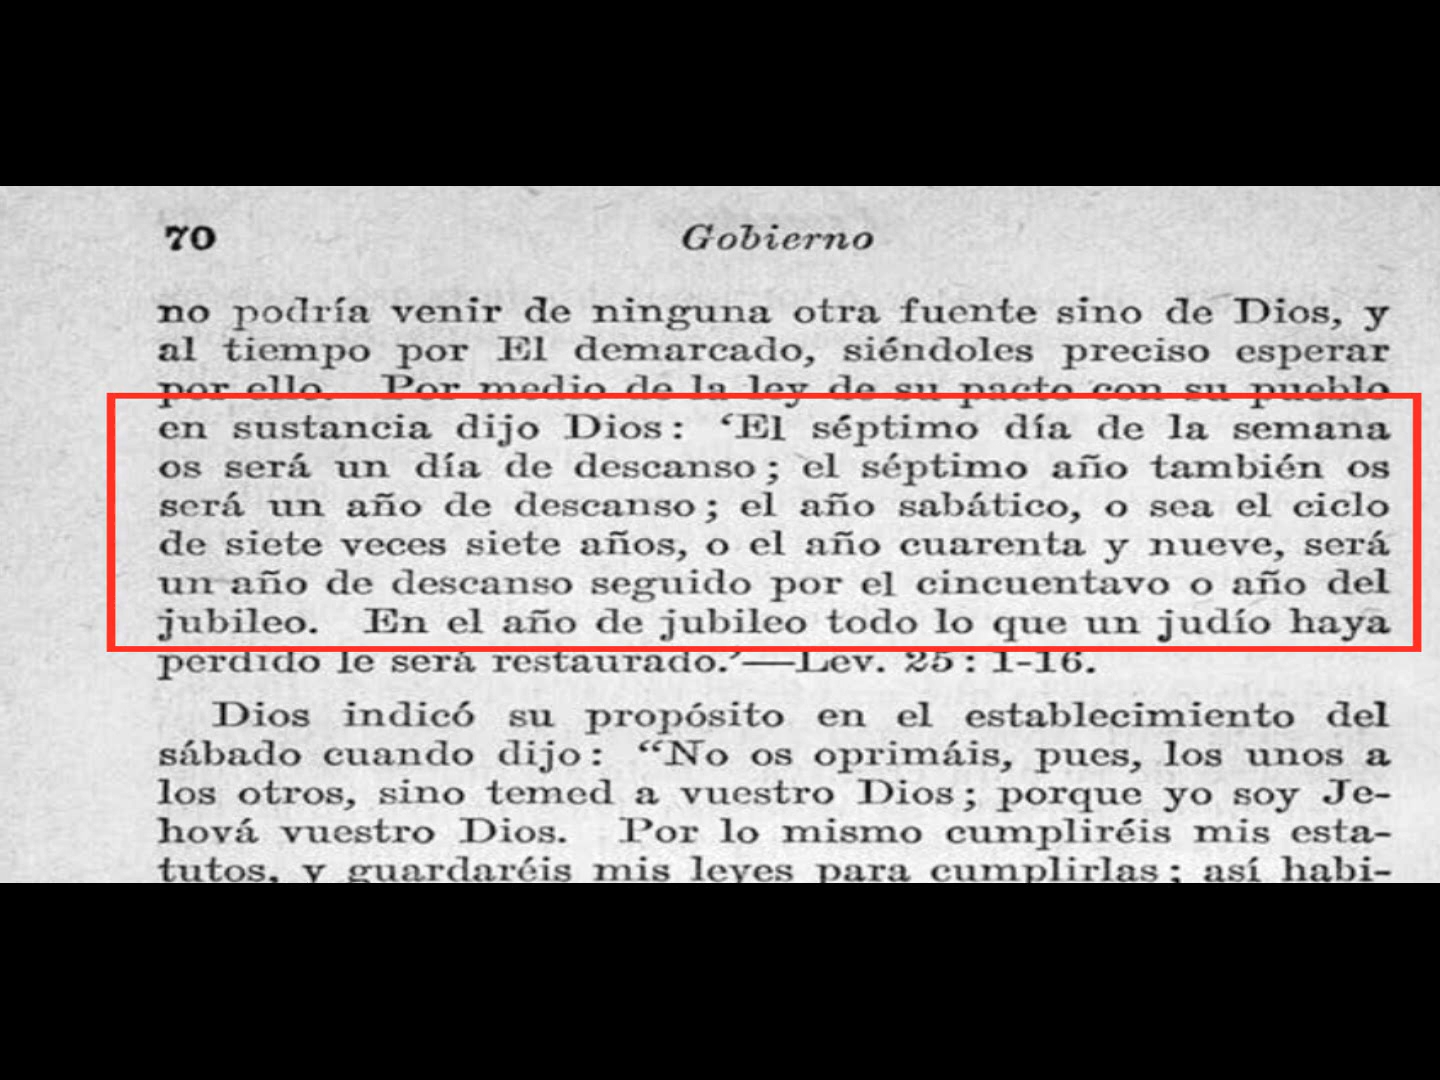 70 Gobierno
no podría venir de ninguna otra fuente sino de Dios, y
al tiempo por El demarcado, siéndoles preciso esperar
por ello. Por medio de la ley de su pacto con su pueblo
en sustancia dijo Dios: ‘El séptimo día de la semana
os será un día de descanso; el séptimo año también os
será un año de descanso; el año sabático, o sea el ciclo
de siete veces siete años, o el año cuarenta y nueve, será
un año de descanso seguido por el cincuentavo o año del
jubileo. En el año de jubileo todo lo que un judío haya
perdido le será restaurado.’—Lev. 25: 1-16.
Dios indicó su propósito en el establecimiento del
sábado cuando dijo: “No os oprimáis, pues, los unos a
los otros, sino temed a vuestro Dios; porque yo soy Je-
hová vuestro Dios. Por lo mismo cumpliréis mis esta-
tutos, y guardaréis mis leyes para cumplirlas; así habi-